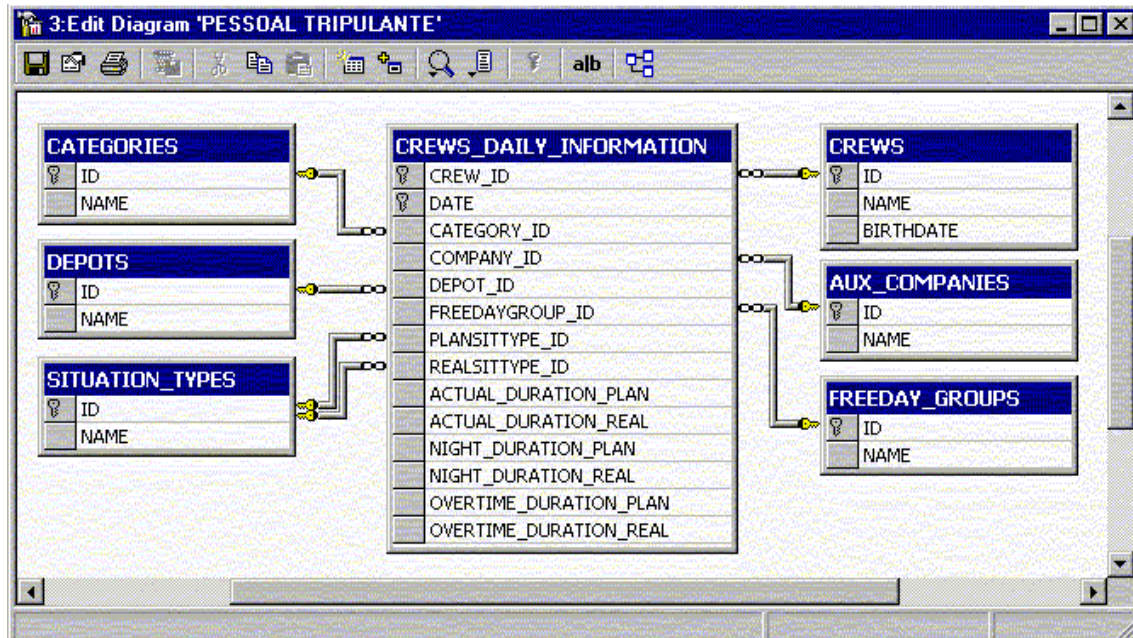 3:Edit Diagram 'PESSOAL TRIPULANTE'
a|b
CATEGORIES
ID
NAME
DEPOTS
ID
NAME
SITUATION_TYPES
ID
NAME
CREWS_DAILY_INFORMATION
CREW_ID
DATE
CATEGORY_ID
COMPANY_ID
DEPOT_ID
FREEDAYGROUP_ID
PLANSITTYPE_ID
REALSITTYPE_ID
ACTUAL_DURATION_PLAN
ACTUAL_DURATION_REAL
NIGHT_DURATION_PLAN
NIGHT_DURATION_REAL
OVERTIME_DURATION_PLAN
OVERTIME_DURATION_REAL
CREWS
ID
NAME
BIRTHDATE
AUX_COMPANIES
ID
NAME
FREEDAY_GROUPS
ID
NAME